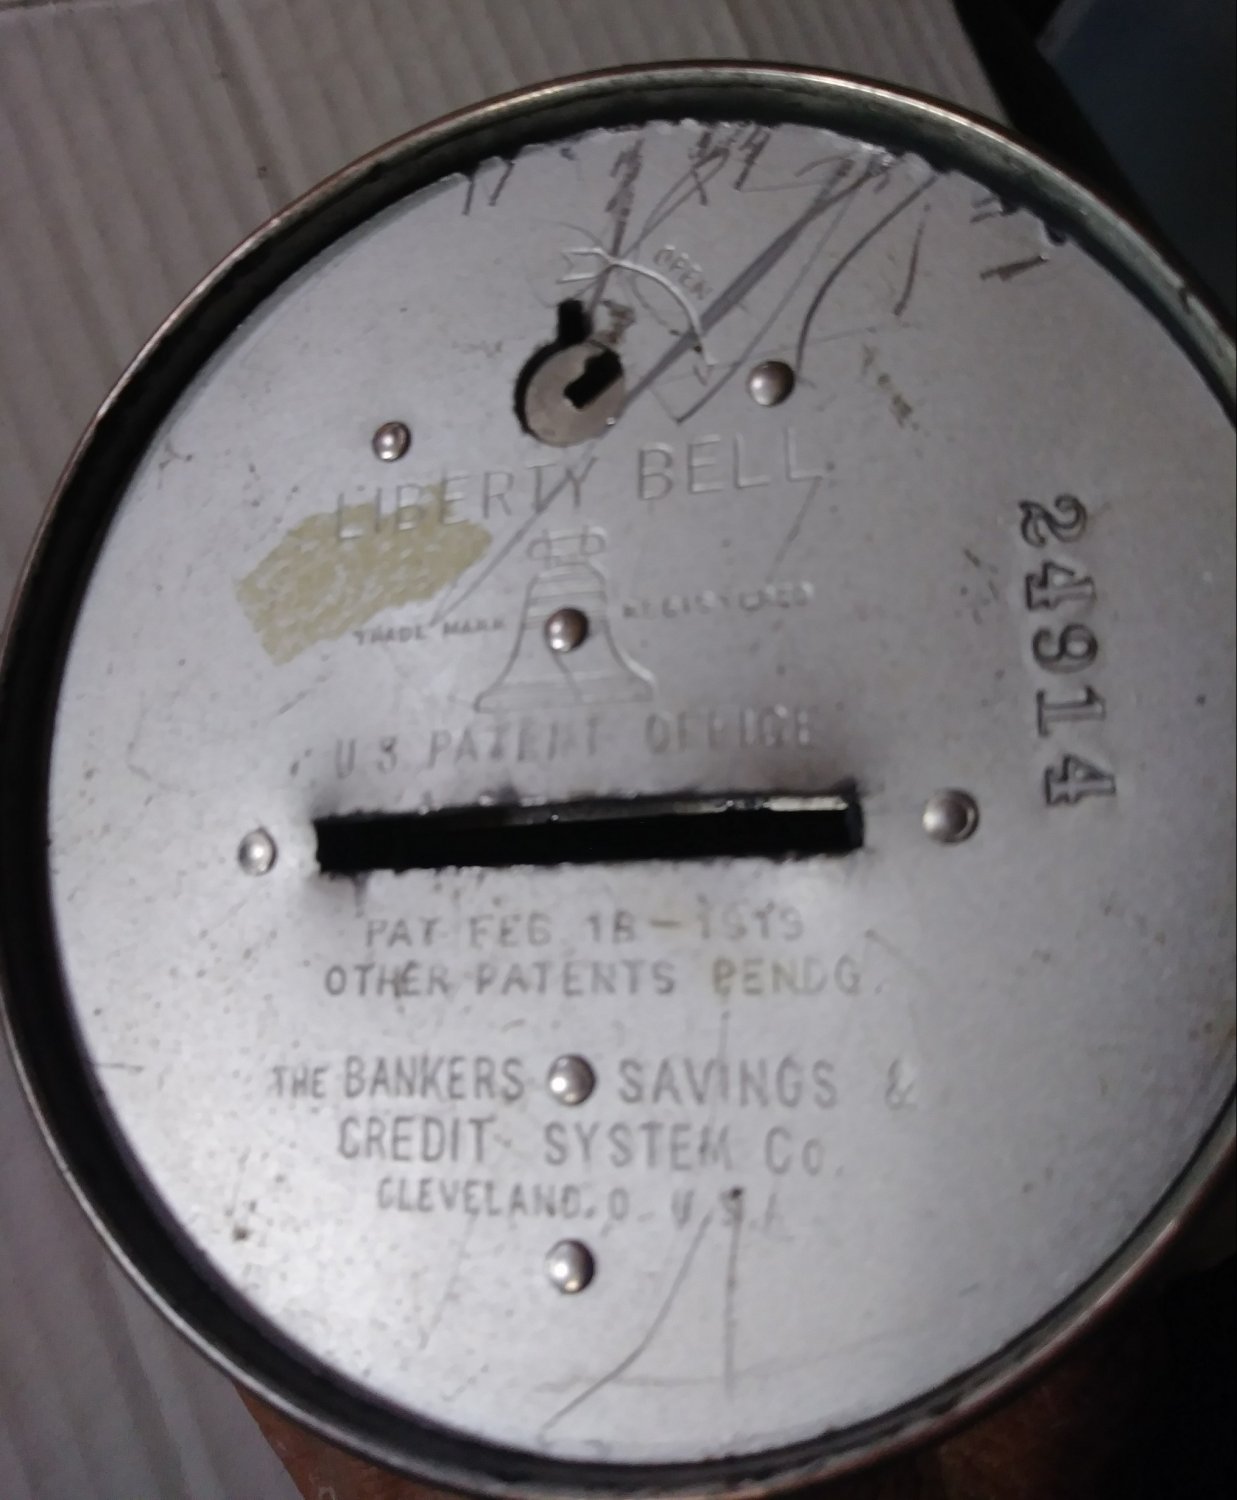 OPEN
LIBERTY BELL
TRADE MARK REGISTERED
U S PATENT OFFICE
24914
PAT FEB 18-1919
OTHER PATENTS PENDG.
THE BANKERS SAVINGS &
CREDIT SYSTEM Co.
CLEVELAND. O. U.S.A